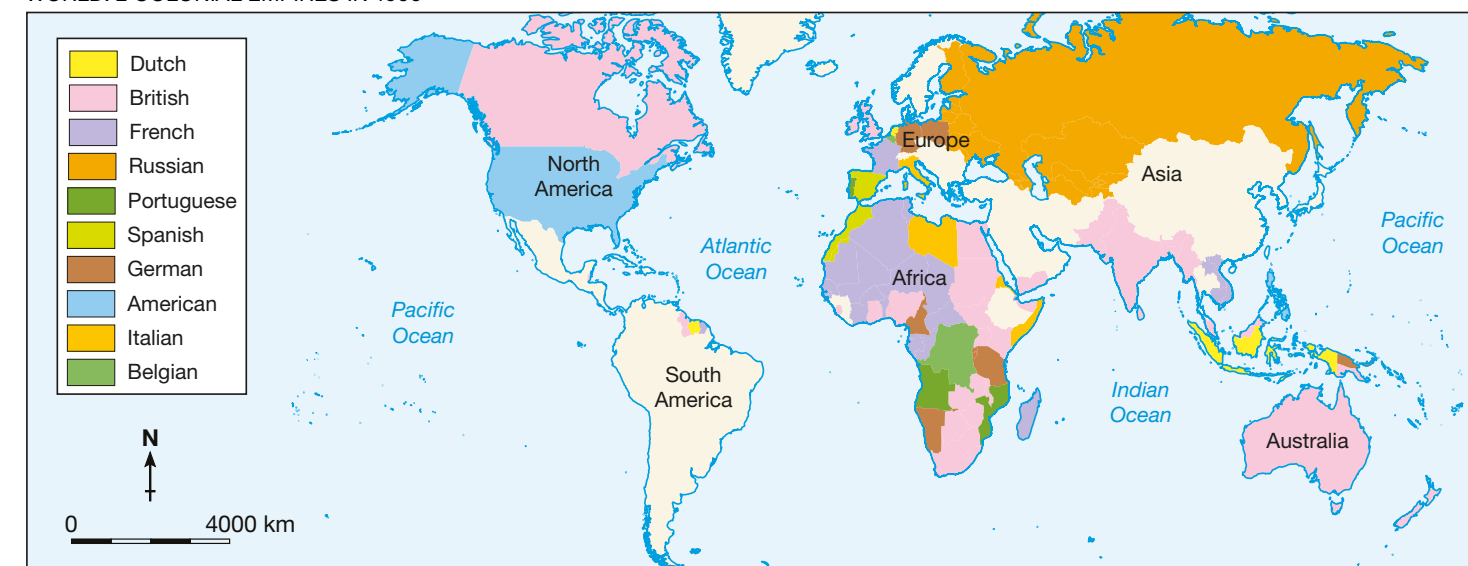 Dutch
British
French
Russian
Portuguese
Spanish
German
American
Italian
Belgian
N
0 4000 km
North
America
Atlantic
Ocean
Pacific
Ocean
South
America
Europe
Africa
Asia
Indian
Ocean
Australia
Pacific
Ocean